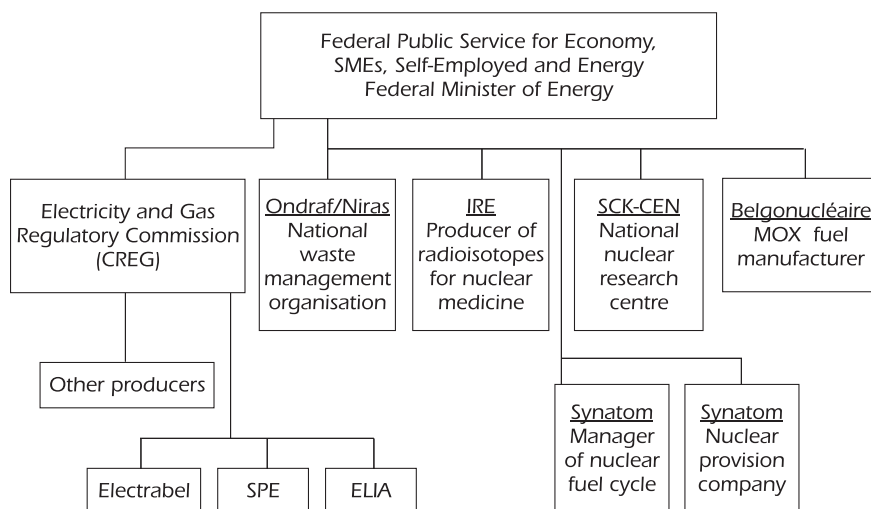 Federal Public Service for Economy,
SMEs, Self-Employed and Energy
Federal Minister of Energy
Electricity and Gas
Regulatory Commission
(CREG)
Ondraf/Niras
National
waste
management
organisation
IRE
Producer of
radioisotopes
for nuclear
medicine
SCK-CEN
National
nuclear
research
centre
Belgonucléaire
MOX fuel
manufacturer
Other producers
Synatom
Manager
of nuclear
fuel cycle
Synatom
Nuclear
provision
company
Electrabel
SPE
ELIA